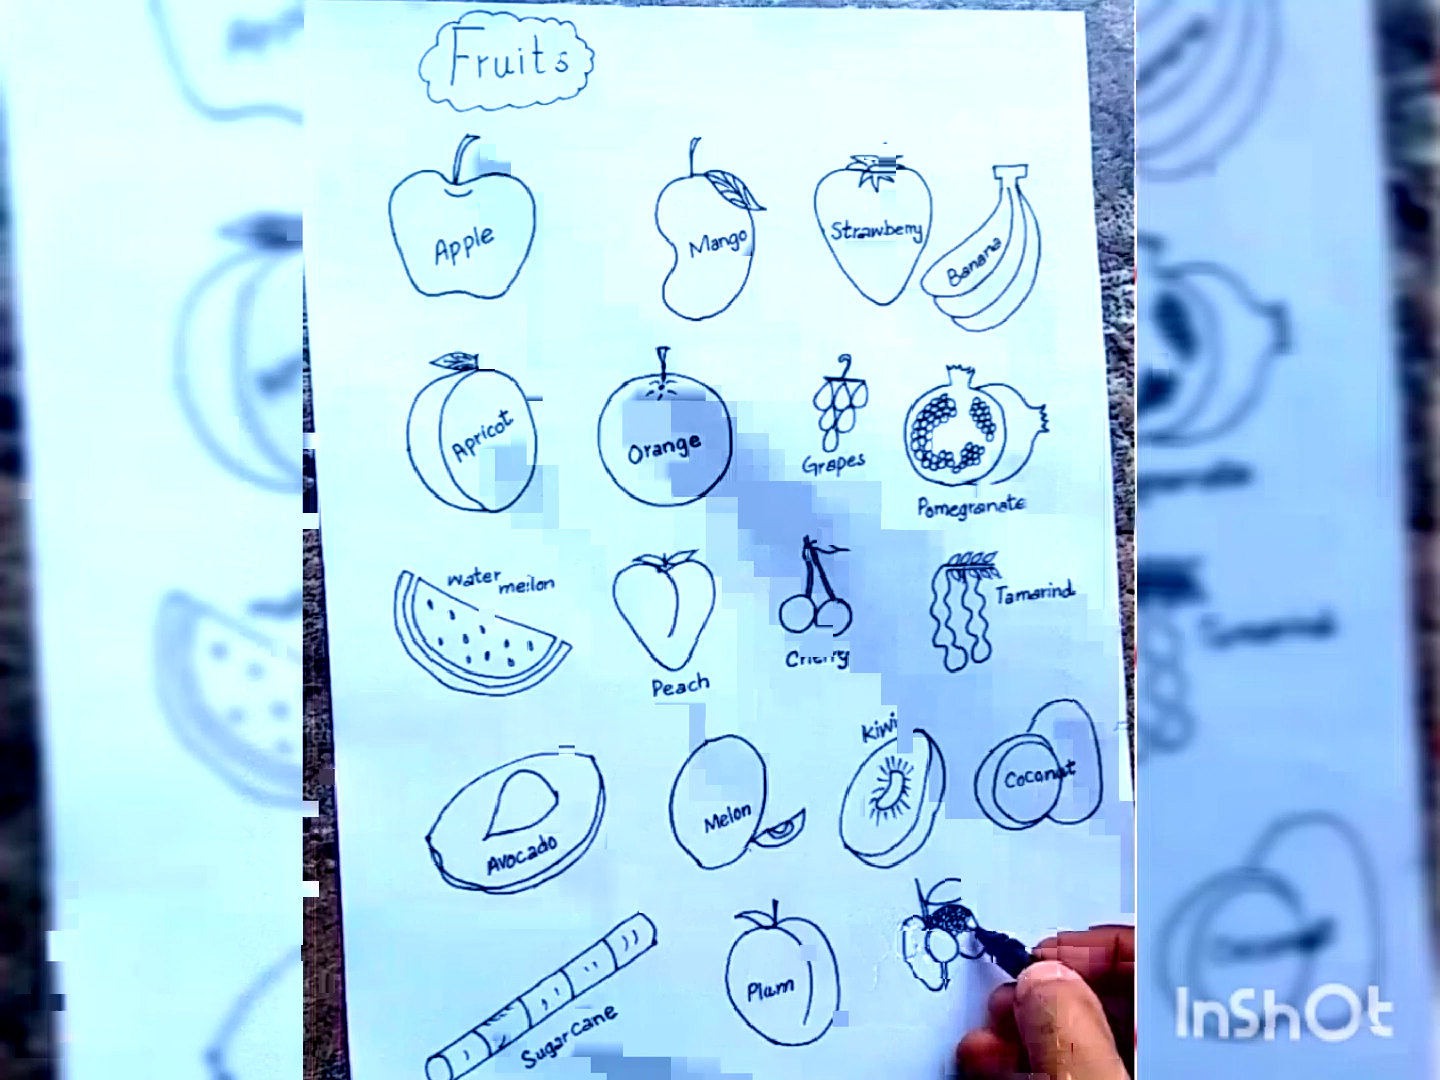 Fruits
Apple
Mango
Strawberry
Banana
Apricot
Orange
Grapes
Pomegranate
water meilon
Peach
Cherry
Tamarind
Avocado
Melon
Kiwi
Coconut
Sugarcane
Plum
InShOt